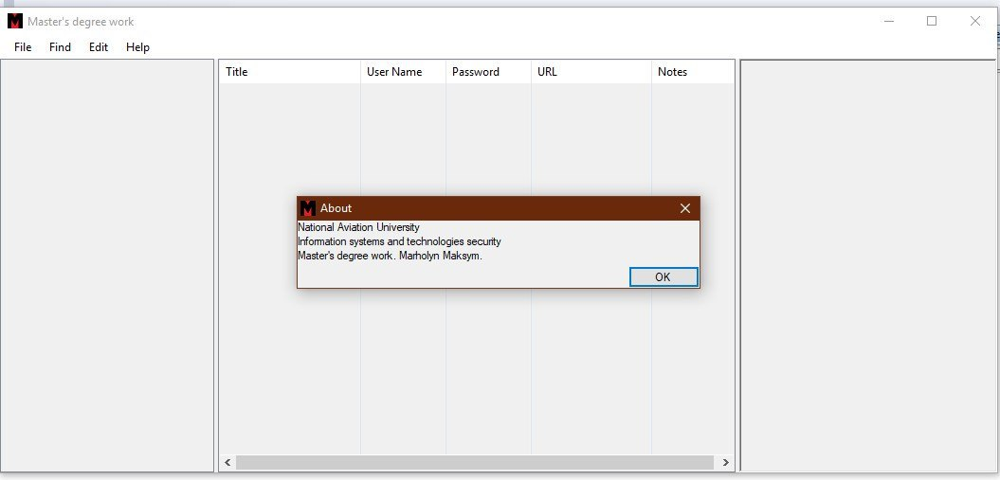 Master's degree work
File Find Edit Help
Title User Name Password URL Notes
About
National Aviation University
Information systems and technologies security
Master's degree work. Marholyn Maksym.
OK